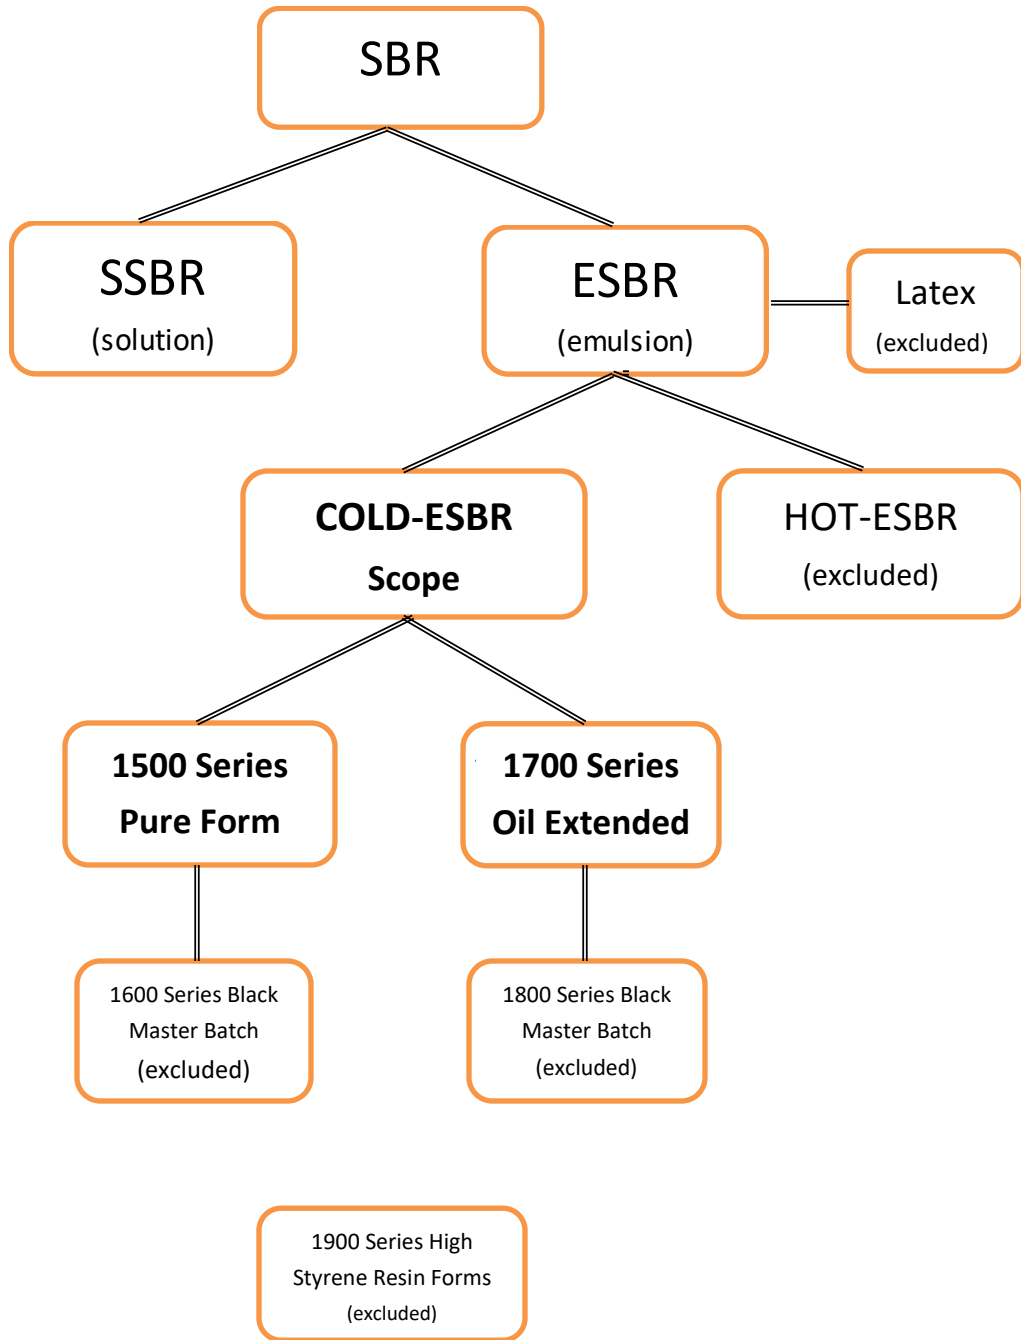 SBR
SSBR
(solution)
ESBR
(emulsion)
Latex
(excluded)
COLD-ESBR
Scope
HOT-ESBR
(excluded)
1500 Series
Pure Form
1700 Series
Oil Extended
1600 Series Black
Master Batch
(excluded)
1800 Series Black
Master Batch
(excluded)
1900 Series High
Styrene Resin Forms
(excluded)